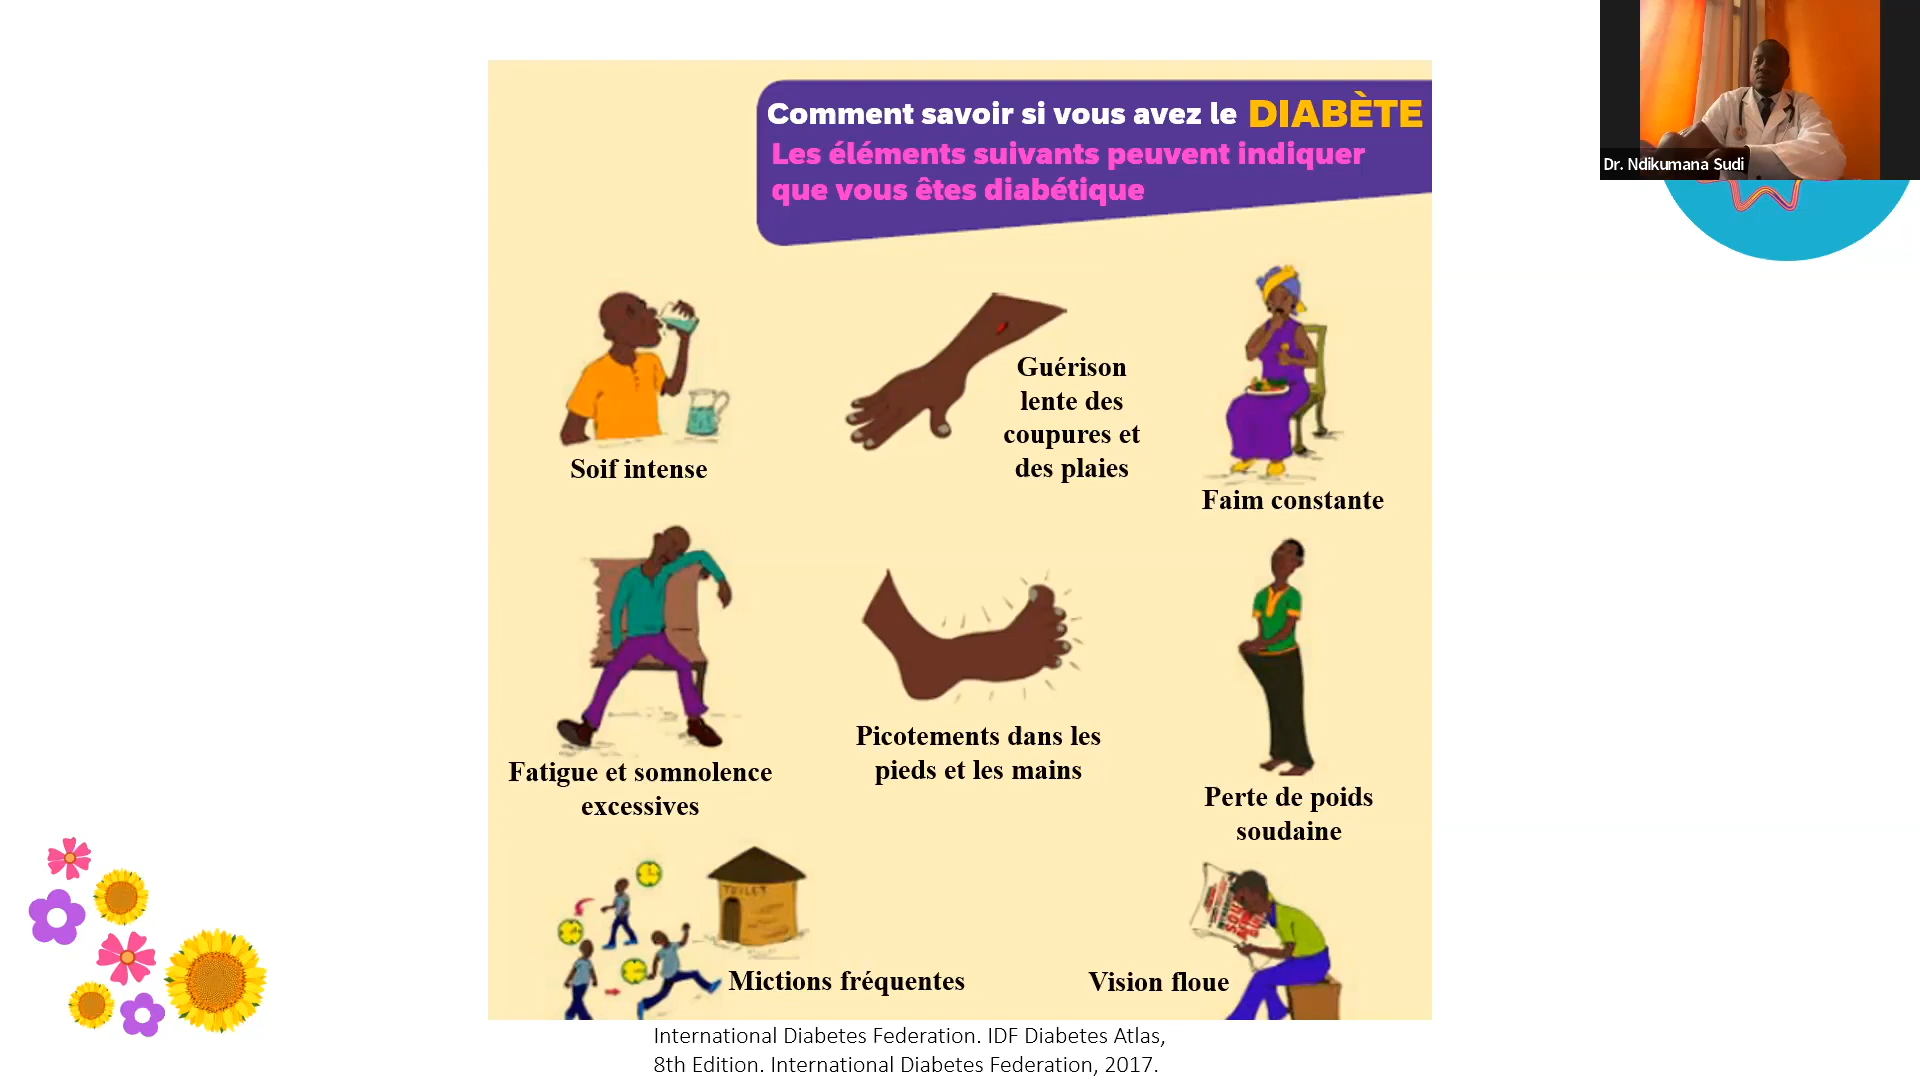 Comment savoir si vous avez le DIABÈTE
Les éléments suivants peuvent indiquer
que vous êtes diabétique
Dr. Ndikumana Sudi
Soif intense
Guérison
lente des
coupures et
des plaies
Faim constante
Fatigue et somnolence
excessives
Picotements dans les
pieds et les mains
Perte de poids
soudaine
TOILET
Mictions fréquentes
Vision floue
International Diabetes Federation. IDF Diabetes Atlas,
8th Edition. International Diabetes Federation, 2017.